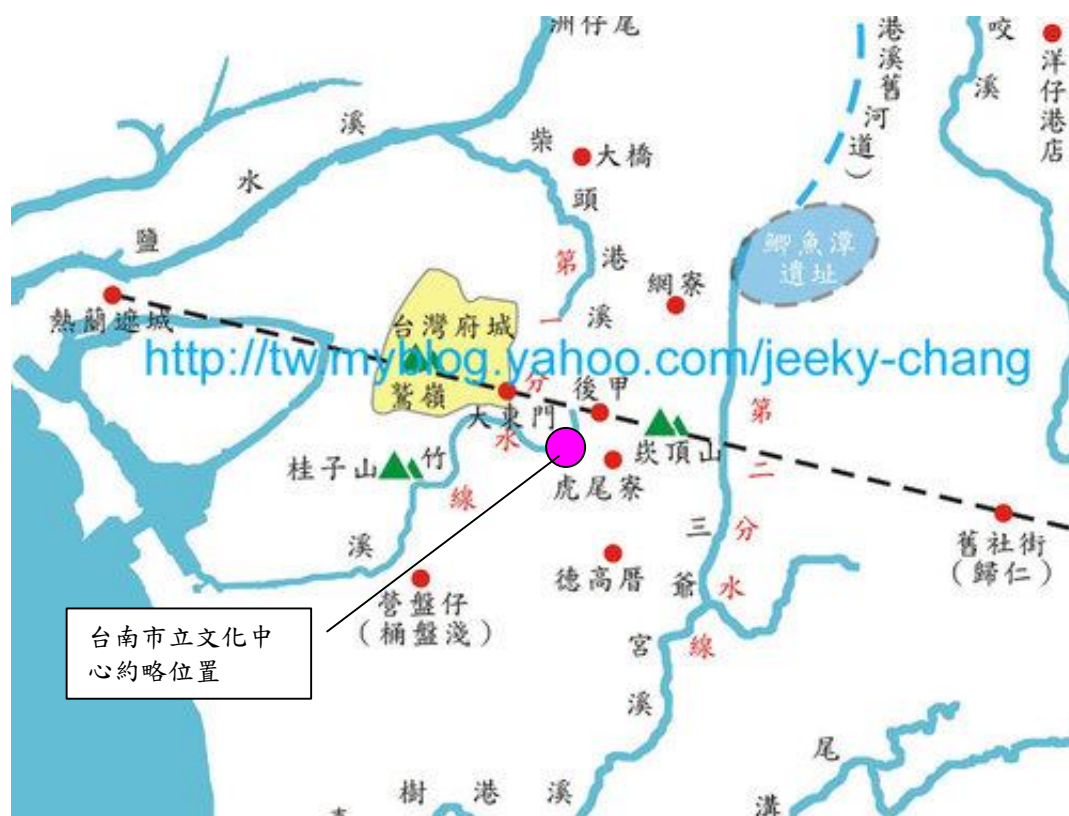 洲仔尾
港溪舊河道）
咬溪
洋仔港店
鹽水溪
柴頭港溪
大橋
鯽魚潭
遺址
第一分水線
網寮
熱蘭遮城
台灣府城
http://tw.myblog.yahoo.com/jeeky-chang
鷲嶺
大東門
後甲
第二分水線
崁頂山
桂子山
竹溪
虎尾寮
三爺宮溪
舊社街
（歸仁）
德高厝
營盤仔
（桶盤淺）
台南市立文化中
心約略位置
樹港溪
尾
溝